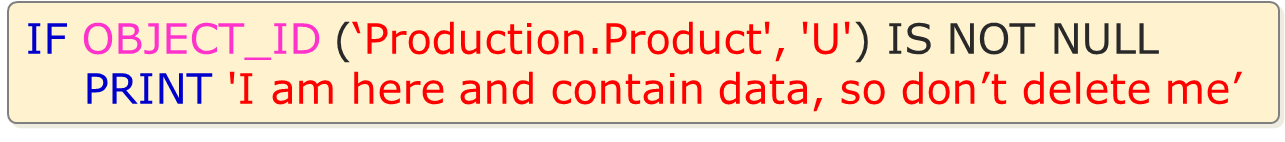 IF OBJECT_ID (‘Production.Product', 'U') IS NOT NULL
PRINT 'I am here and contain data, so don’t delete me’